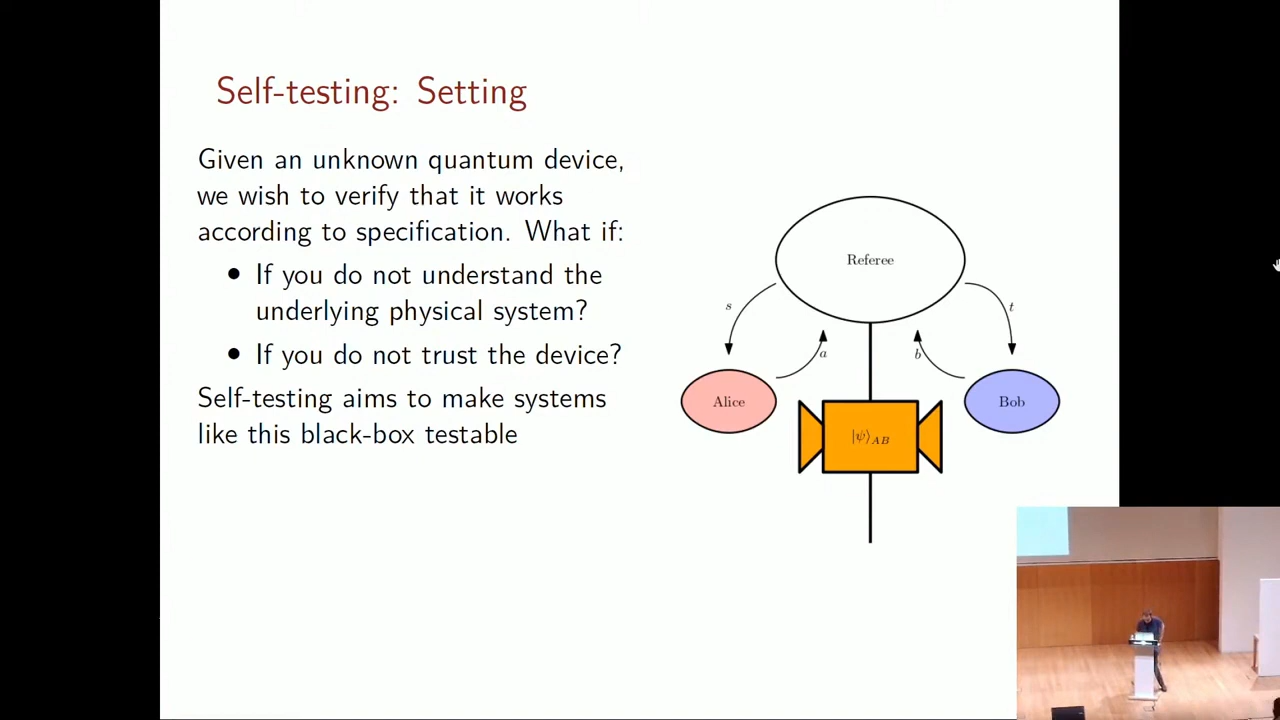 Self-testing: Setting
Given an unknown quantum device,
we wish to verify that it works
according to specification. What if:
• If you do not understand the
underlying physical system?
• If you do not trust the device?
Self-testing aims to make systems
like this black-box testable
Referee
s
t
a
b
Alice
Bob
|ψ⟩_AB